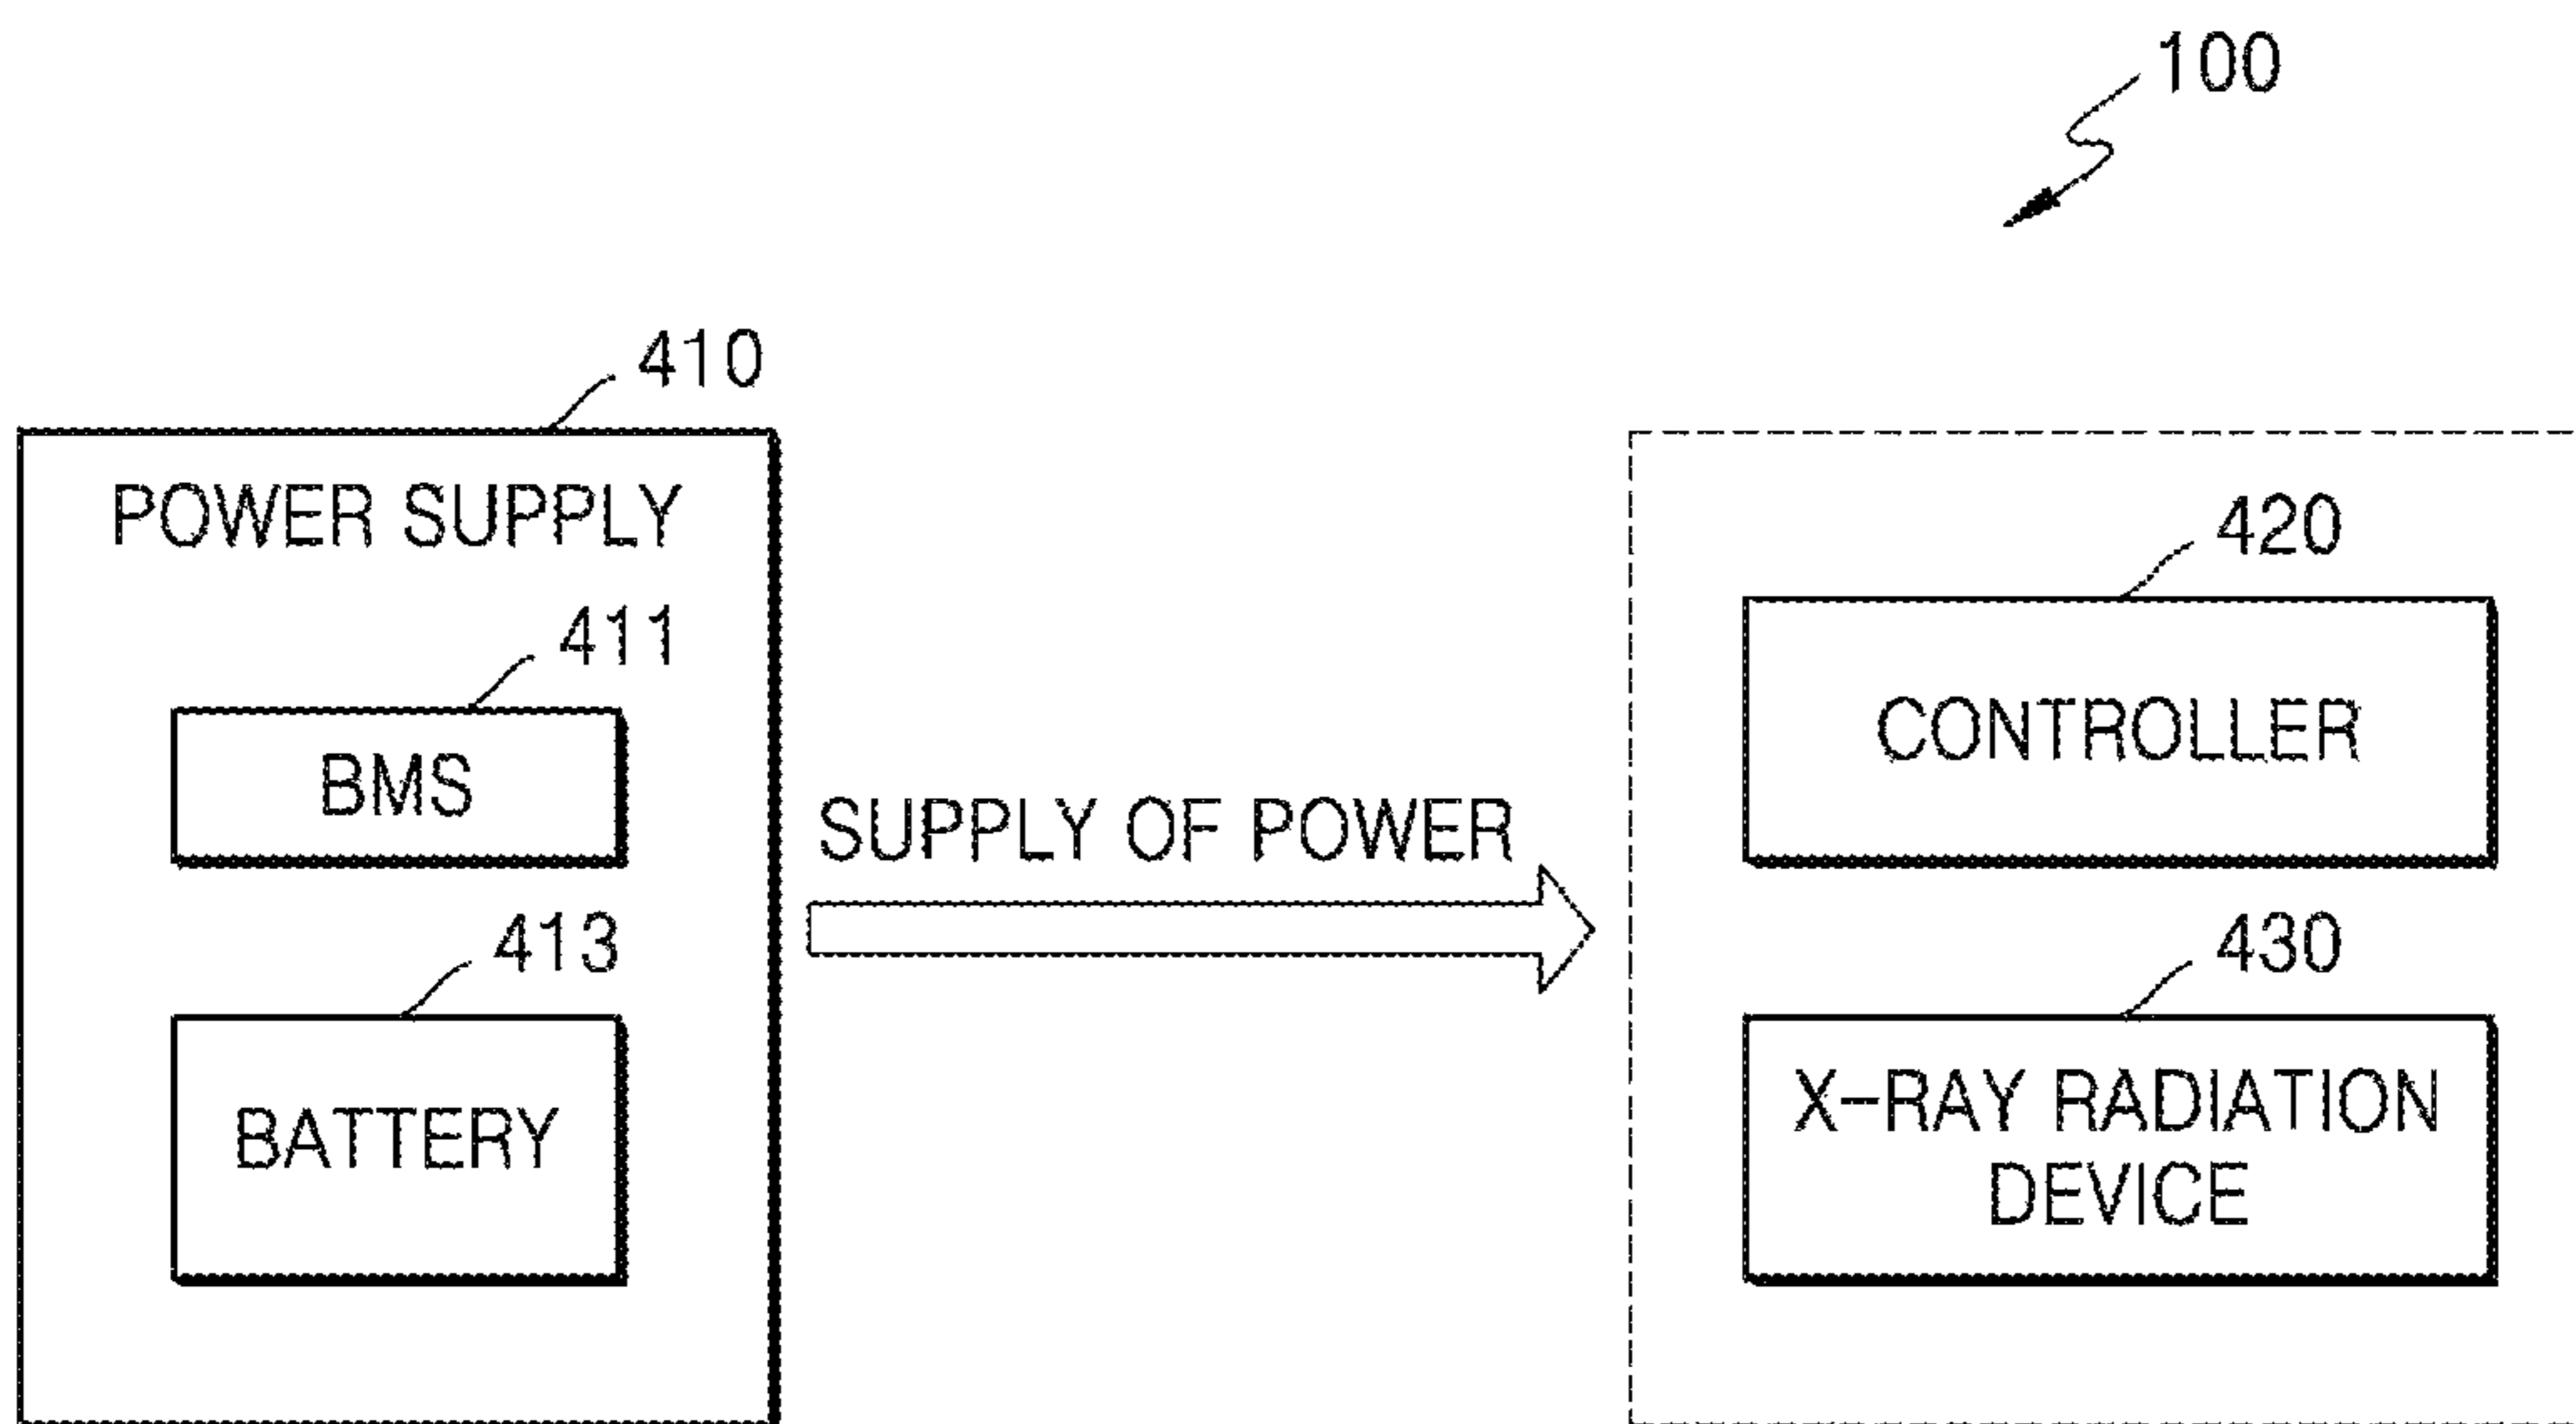 100
410
POWER SUPPLY
411
BMS
413
BATTERY
SUPPLY OF POWER
420
CONTROLLER
430
X-RAY RADIATION
DEVICE